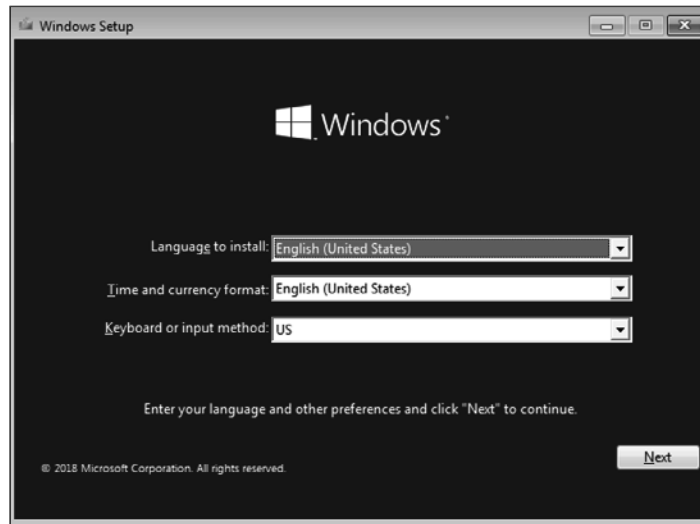 Windows Setup
Windows
Language to install: English (United States)
Time and currency format: English (United States)
Keyboard or input method: US
Enter your language and other preferences and click "Next" to continue.
Next
© 2018 Microsoft Corporation. All rights reserved.